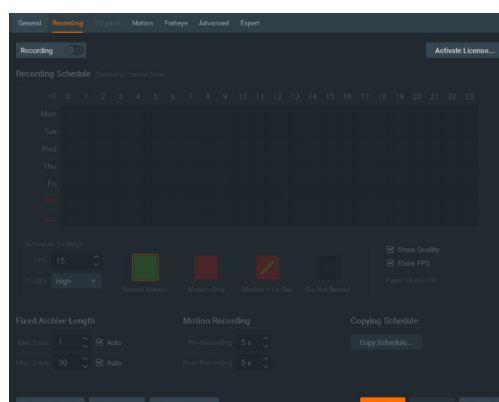 General Recording I/O ports Motion Fisheye Advanced Expert
Recording Activate License...
Recording Schedule (based on server time)
All 0 1 2 3 4 5 6 7 8 9 10 11 12 13 14 15 16 17 18 19 20 21 22 23
Mon
Tue
Wed
Thu
Fri
Sat
Sun
Schedule Settings
FPS 15
Quality High
Record Always Motion Only Motion + Lo-Res Do Not Record
Show Quality
Show FPS
Panic Mode: Off
Fixed Archive Length Motion Recording Copying Schedule
Min Days 1 Auto Pre-Recording 5 s Copy Schedule...
Max Days 30 Auto Post-Recording 5 s